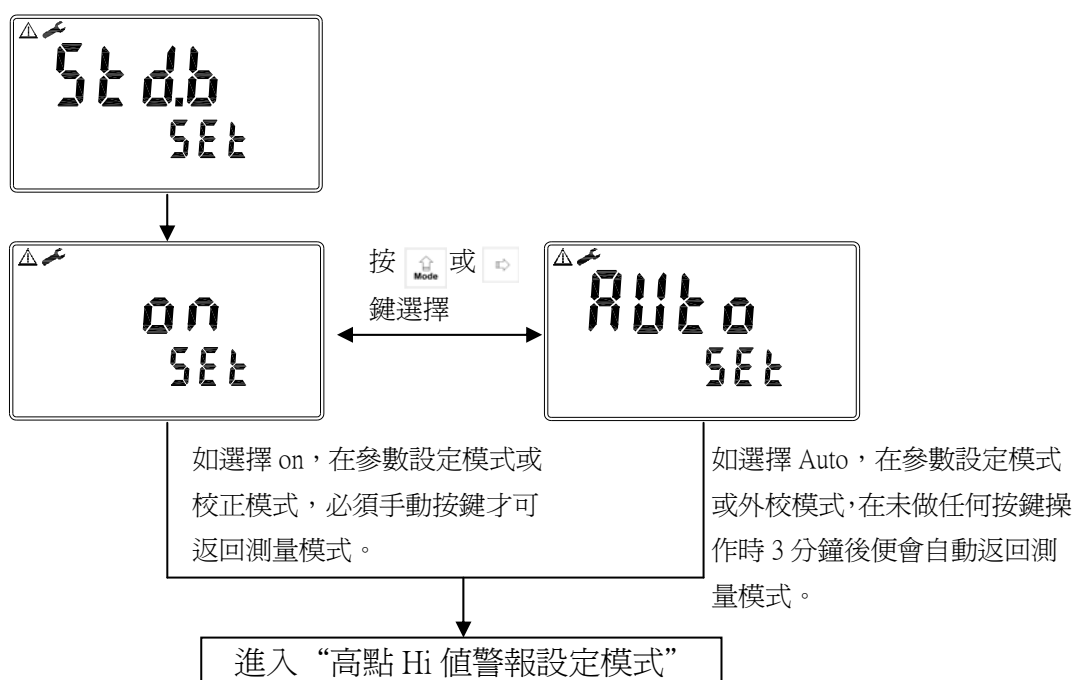 Std.b
SEt
on
SEt
按 Mode 或
鍵選擇
AUto
SEt
如選擇 on，在參數設定模式或
校正模式，必須手動按鍵才可
返回測量模式。
如選擇 Auto，在參數設定模式
或外校模式，在未做任何按鍵操
作時 3 分鐘後便會自動返回測
量模式。
進入“高點 Hi 值警報設定模式”